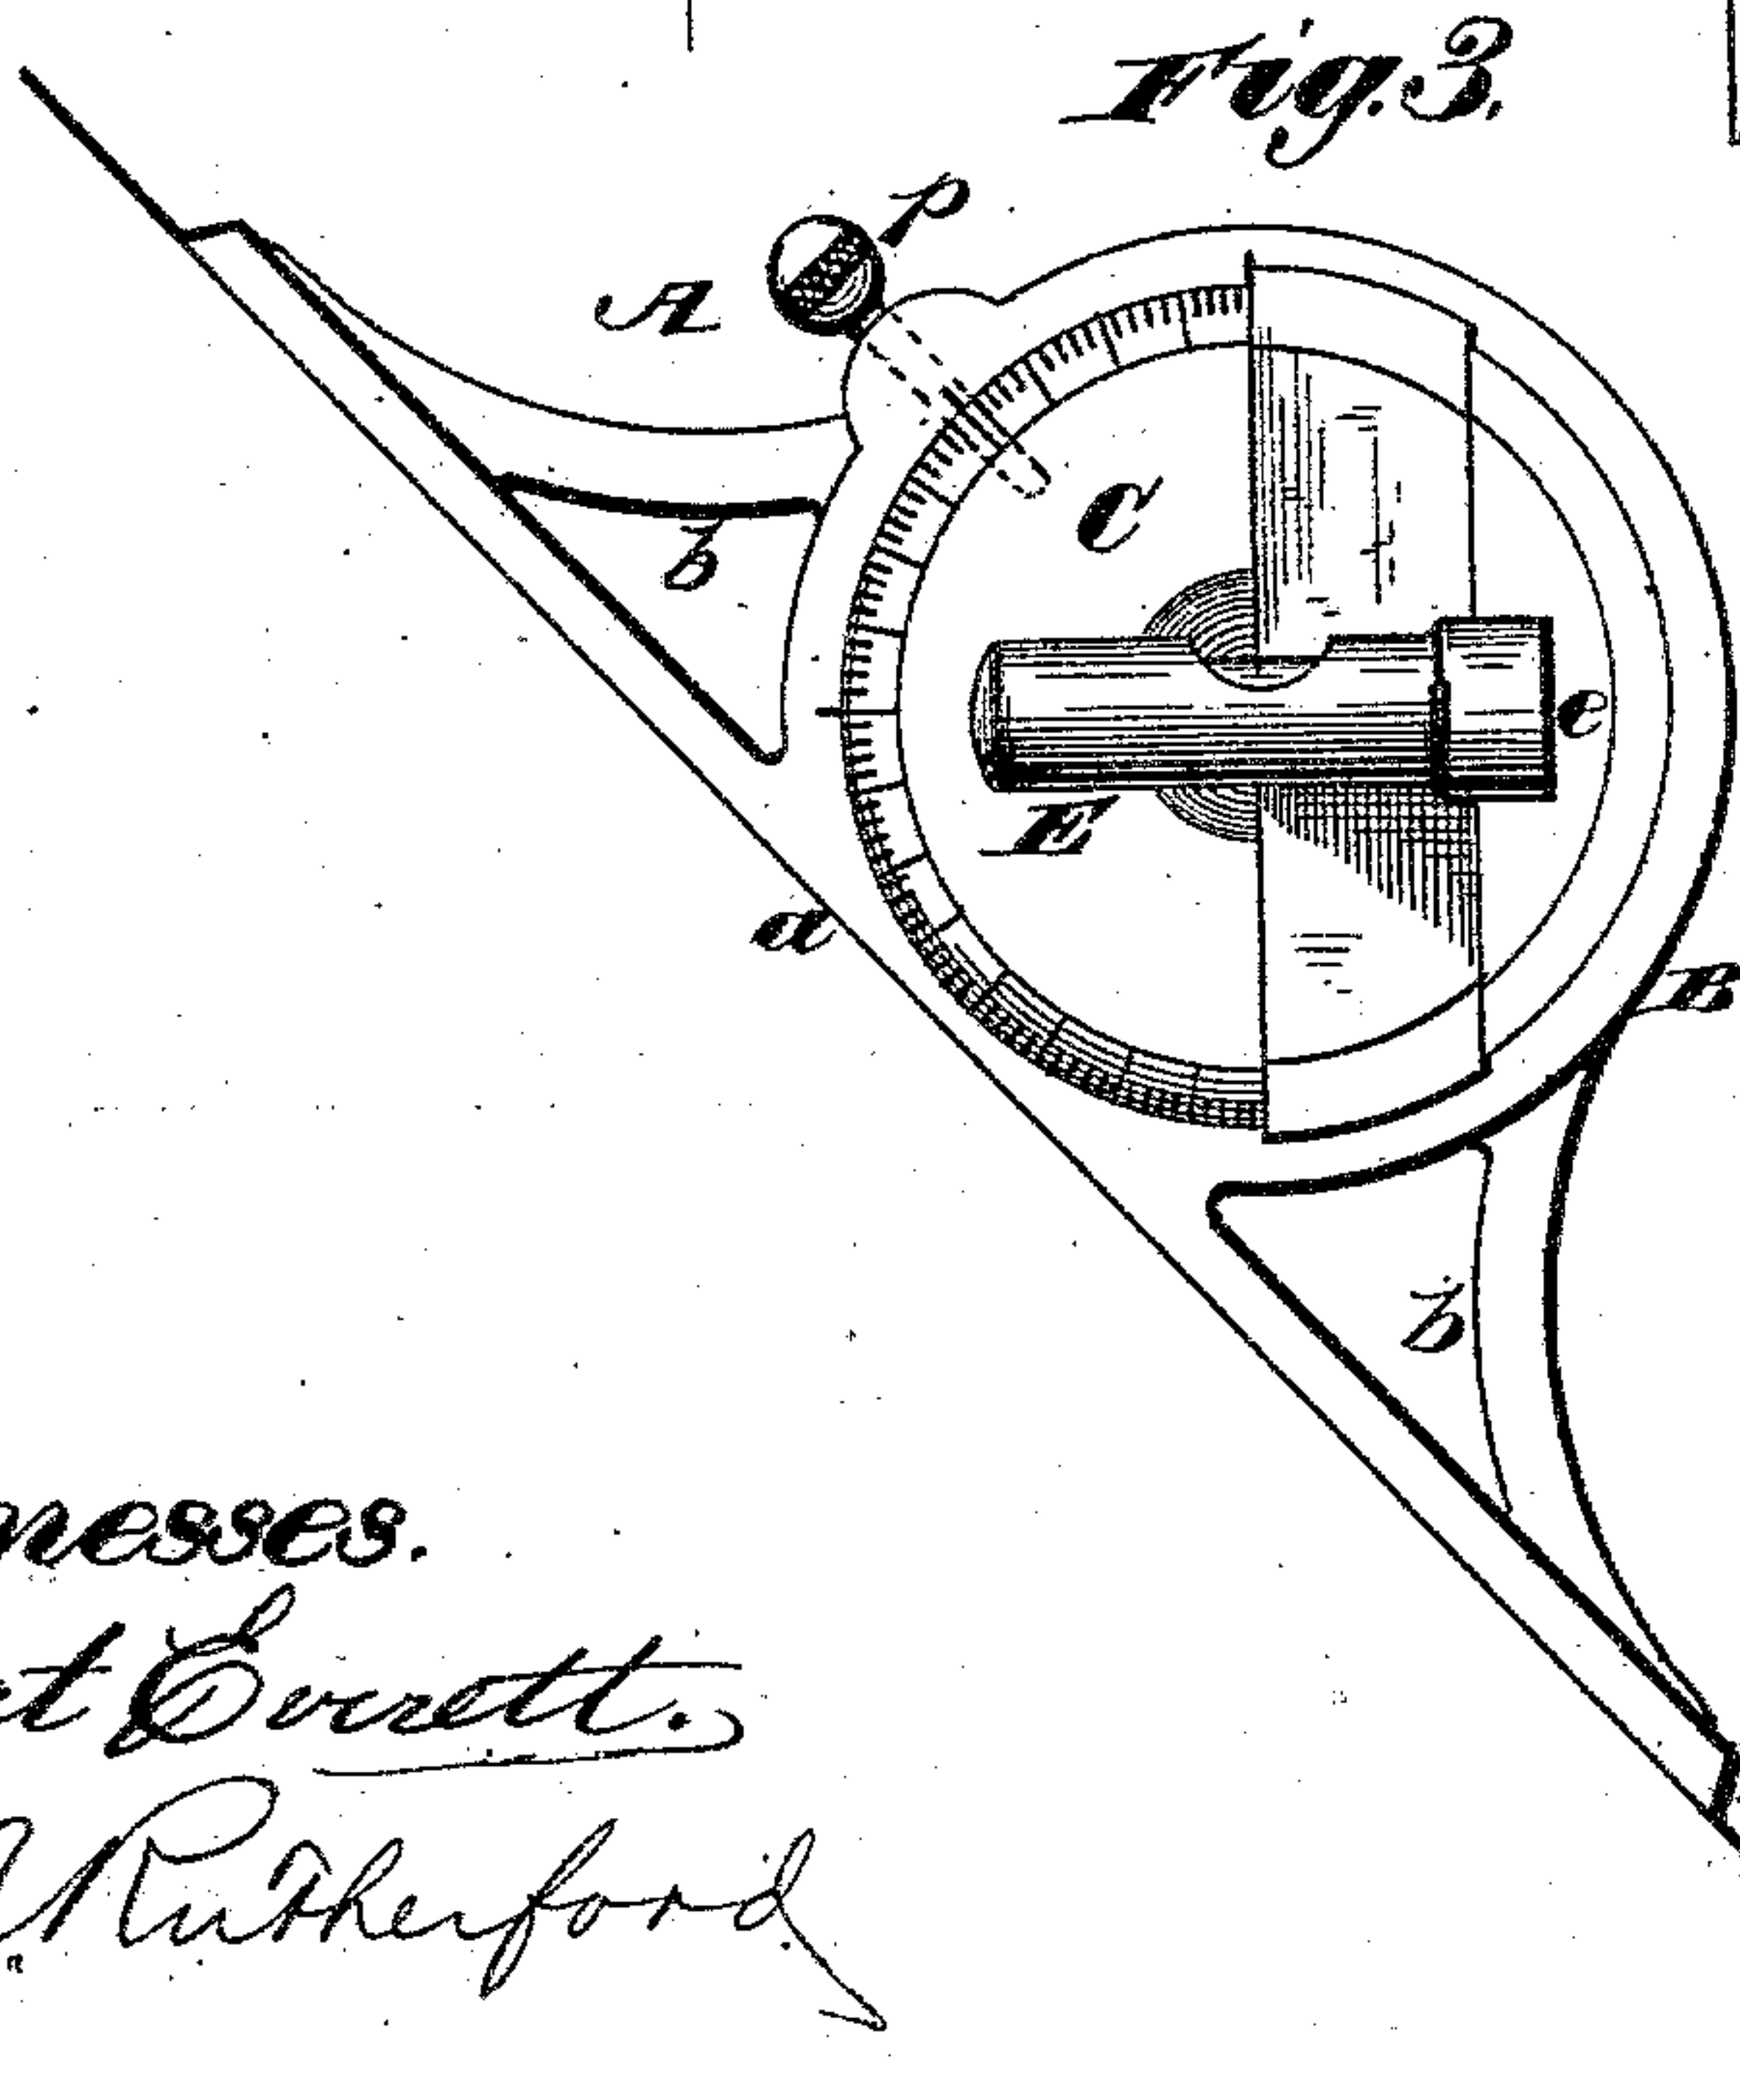 Fig. 3.
p
A
C
b
e
E
a
B
b
nesses.
t Everett.
Rutherford.